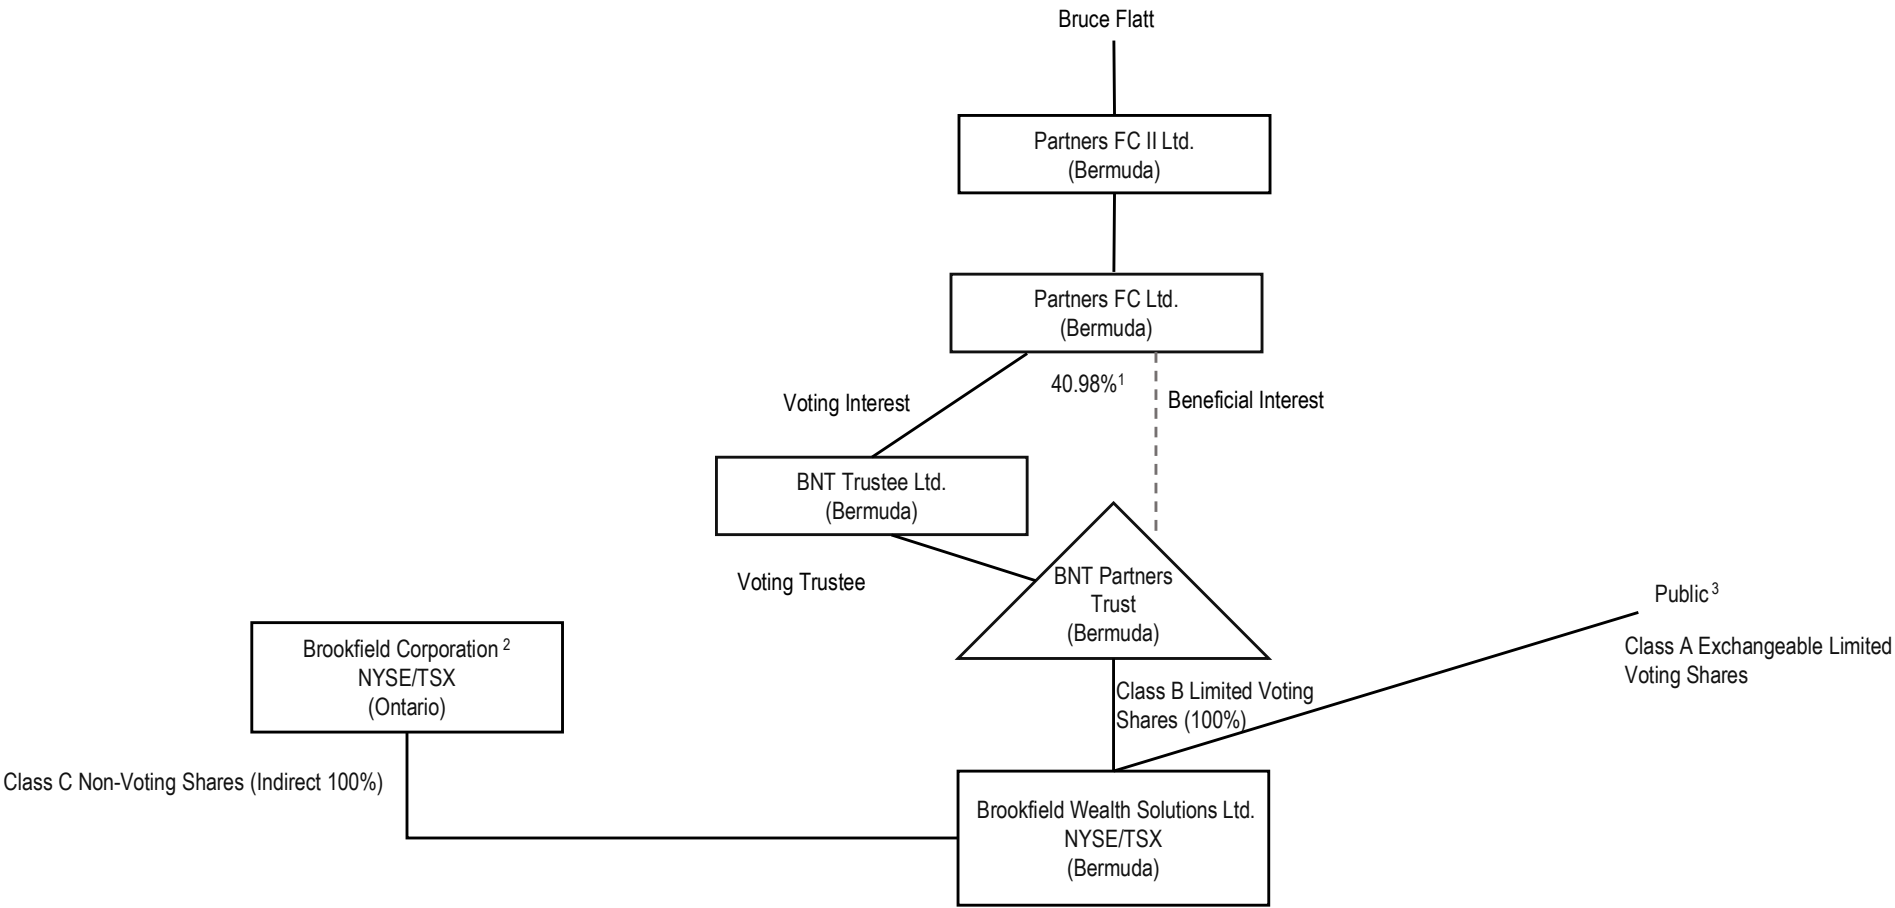 Bruce Flatt
Partners FC II Ltd.
(Bermuda)
Partners FC Ltd.
(Bermuda)
40.98%1
Voting Interest
Beneficial Interest
BNT Trustee Ltd.
(Bermuda)
Voting Trustee
BNT Partners
Trust
(Bermuda)
Public 3
Class A Exchangeable Limited
Voting Shares
Brookfield Corporation 2
NYSE/TSX
(Ontario)
Class B Limited Voting
Shares (100%)
Class C Non-Voting Shares (Indirect 100%)
Brookfield Wealth Solutions Ltd.
NYSE/TSX
(Bermuda)